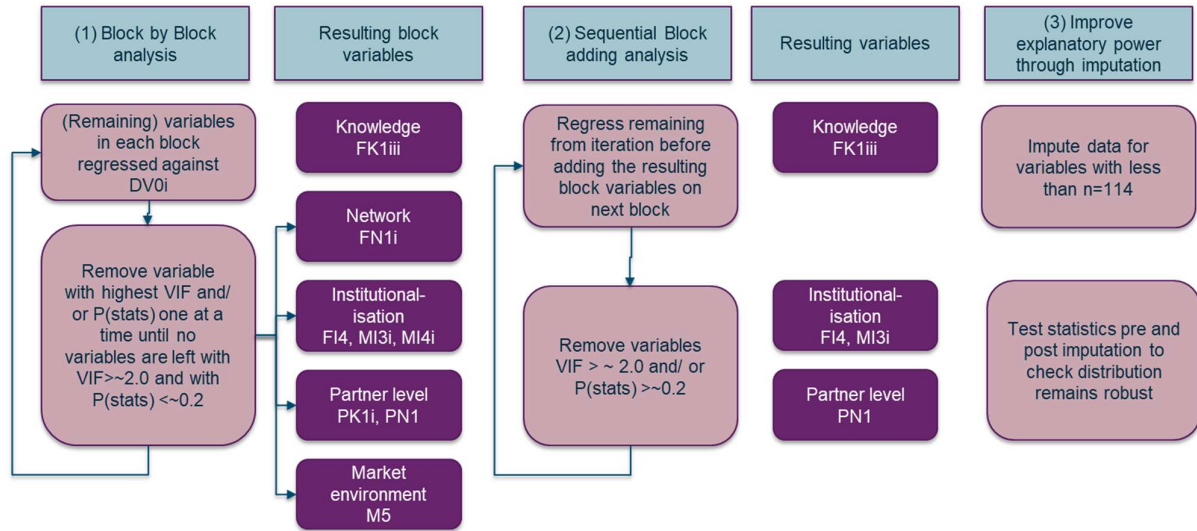 (1) Block by Block
analysis
(Remaining) variables
in each block
regressed against
DV0i
Remove variable
with highest VIF and/
or P(stats) one at a
time until no
variables are left with
VIF>~2.0 and with
P(stats) <~0.2
Resulting block
variables
Knowledge
FK1iii
Network
FN1i
Institutional-
isation
FI4, MI3i, MI4i
Partner level
PK1i, PN1
Market
environment
M5
(2) Sequential Block
adding analysis
Regress remaining
from iteration before
adding the resulting
block variables on
next block
Remove variables
VIF > ~ 2.0 and/ or
P(stats) >~0.2
Resulting variables
Knowledge
FK1iii
Institutional-
isation
FI4, MI3i
Partner level
PN1
(3) Improve
explanatory power
through imputation
Impute data for
variables with less
than n=114
Test statistics pre and
post imputation to
check distribution
remains robust